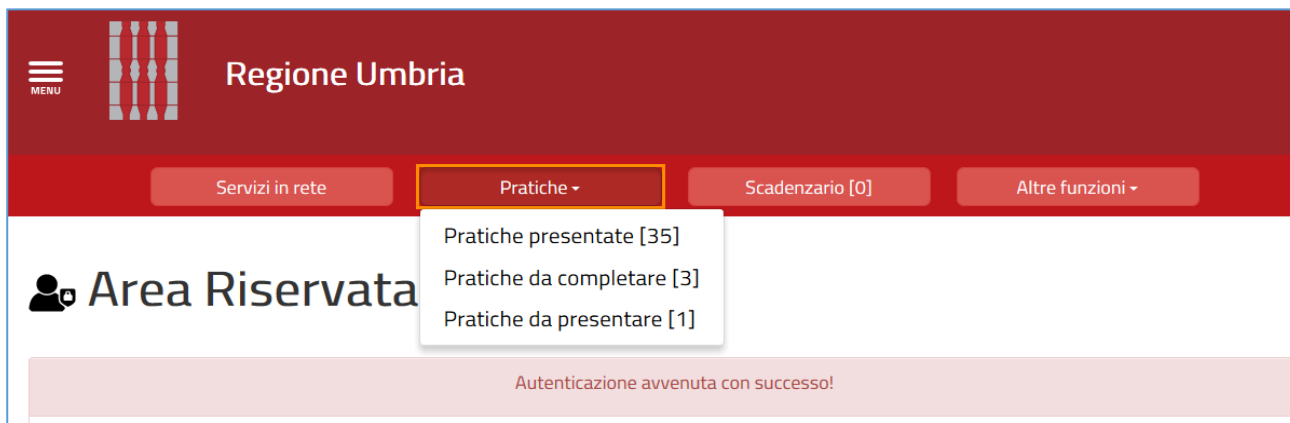 Regione Umbria
MENU
Servizi in rete
Pratiche
Scadenzario [0]
Altre funzioni
Pratiche presentate [35]
Pratiche da completare [3]
Pratiche da presentare [1]
Area Riservata
Autenticazione avvenuta con successo!